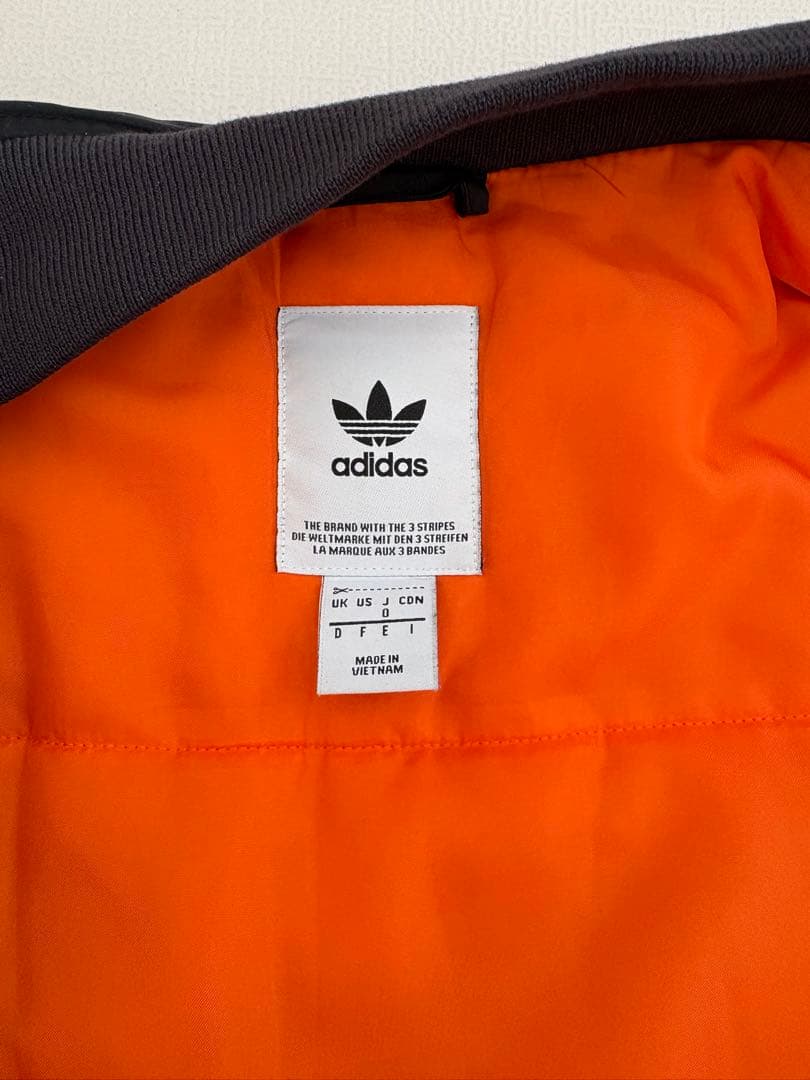 adidas
THE BRAND WITH THE 3 STRIPES
DIE WELTMARKE MIT DEN 3 STREIFEN
LA MARQUE AUX 3 BANDES
UK US J CDN
O
D F E I
MADE IN
VIETNAM